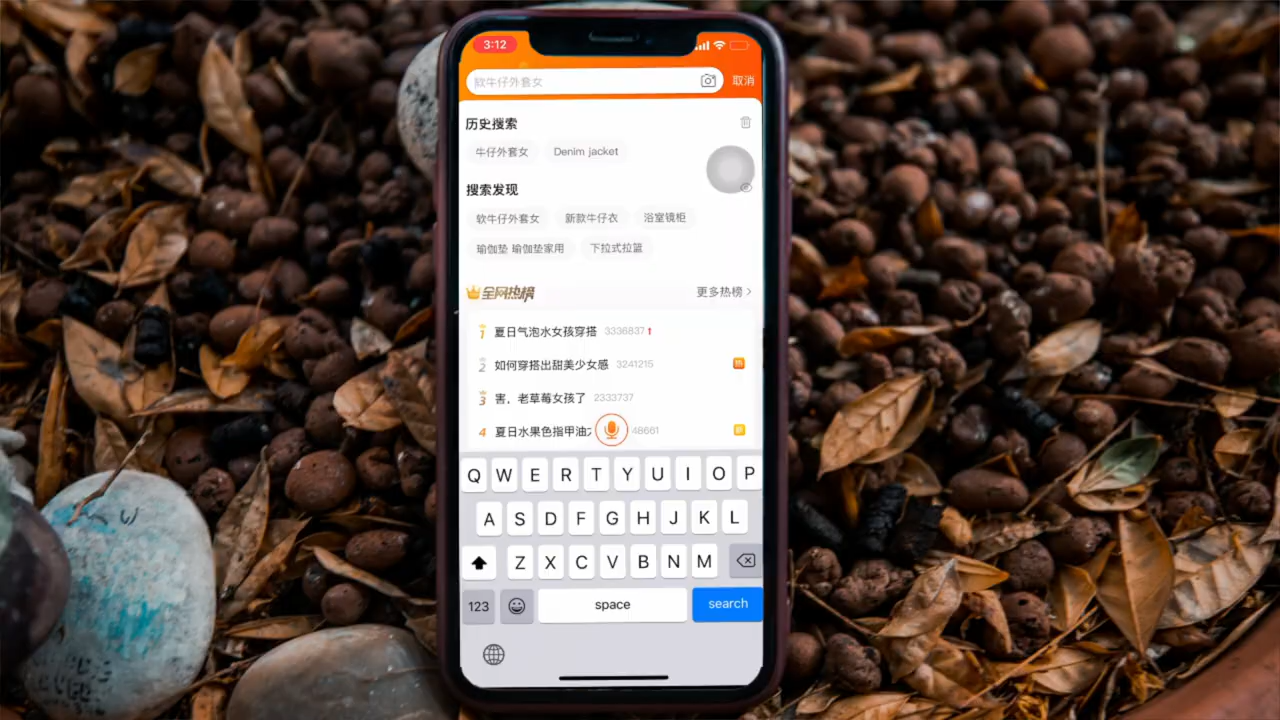 3:12
软牛仔外套女 取消
历史搜索
牛仔外套女 Denim jacket
搜索发现
软牛仔外套女 新款牛仔衣 浴室镜柜
瑜伽垫 瑜伽垫家用 下拉式拉篮
全网热榜 更多热榜 >
1 夏日气泡水女孩穿搭 3336837
2 如何穿搭出甜美少女感 3241215 热
3 害，老草莓女孩了 2333737
4 夏日水果色指甲油 48661
Q W E R T Y U I O P
A S D F G H J K L
Z X C V B N M
123 space search